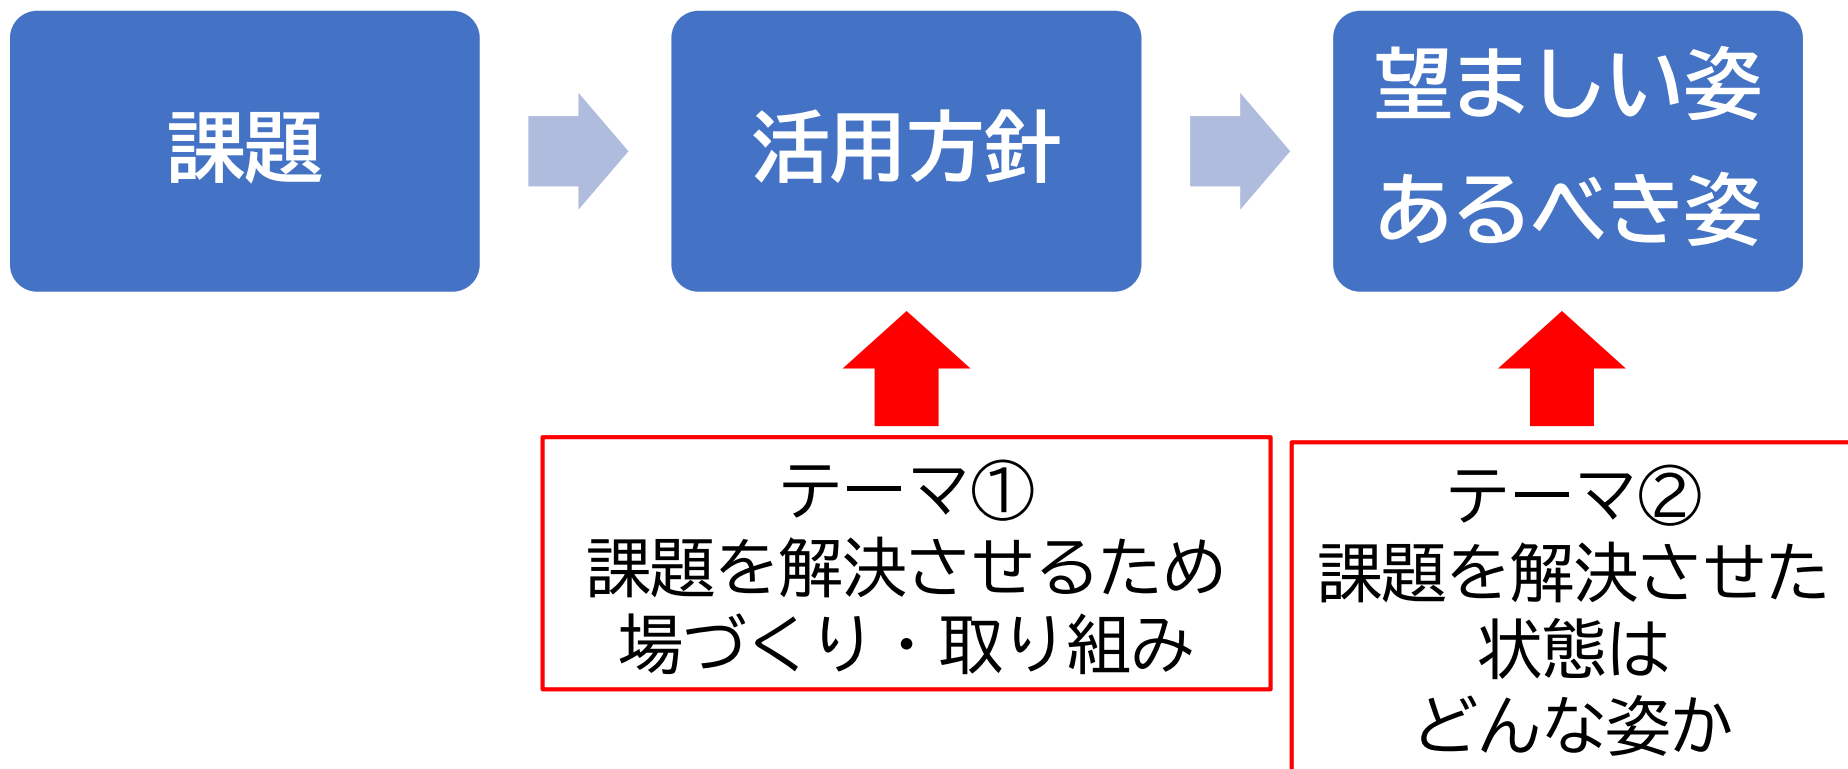 課題
活用方針
望ましい姿
あるべき姿
テーマ①
課題を解決させるため
場づくり・取り組み
テーマ②
課題を解決させた
状態は
どんな姿か